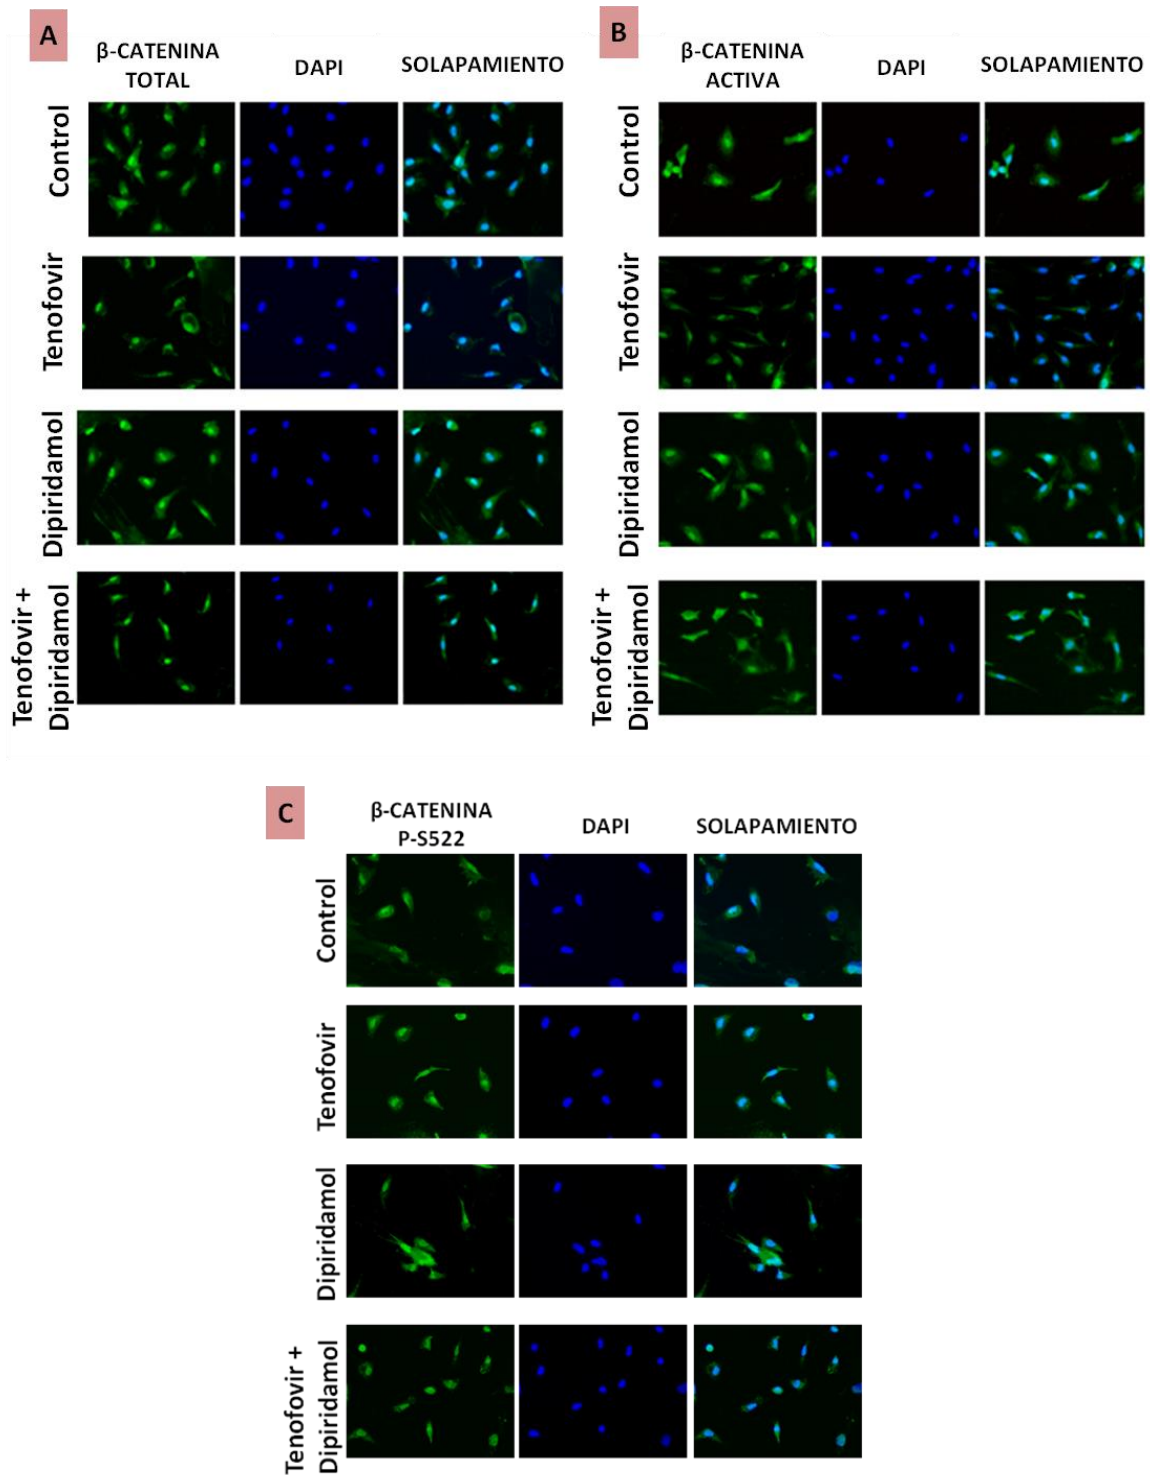 A
β-CATENINA
TOTAL
DAPI
SOLAPAMIENTO
Control
Tenofovir
Dipiridamol
Tenofovir +
Dipiridamol
B
β-CATENINA
ACTIVA
DAPI
SOLAPAMIENTO
Control
Tenofovir
Dipiridamol
Tenofovir +
Dipiridamol
C
β-CATENINA
P-S522
DAPI
SOLAPAMIENTO
Control
Tenofovir
Dipiridamol
Tenofovir +
Dipiridamol